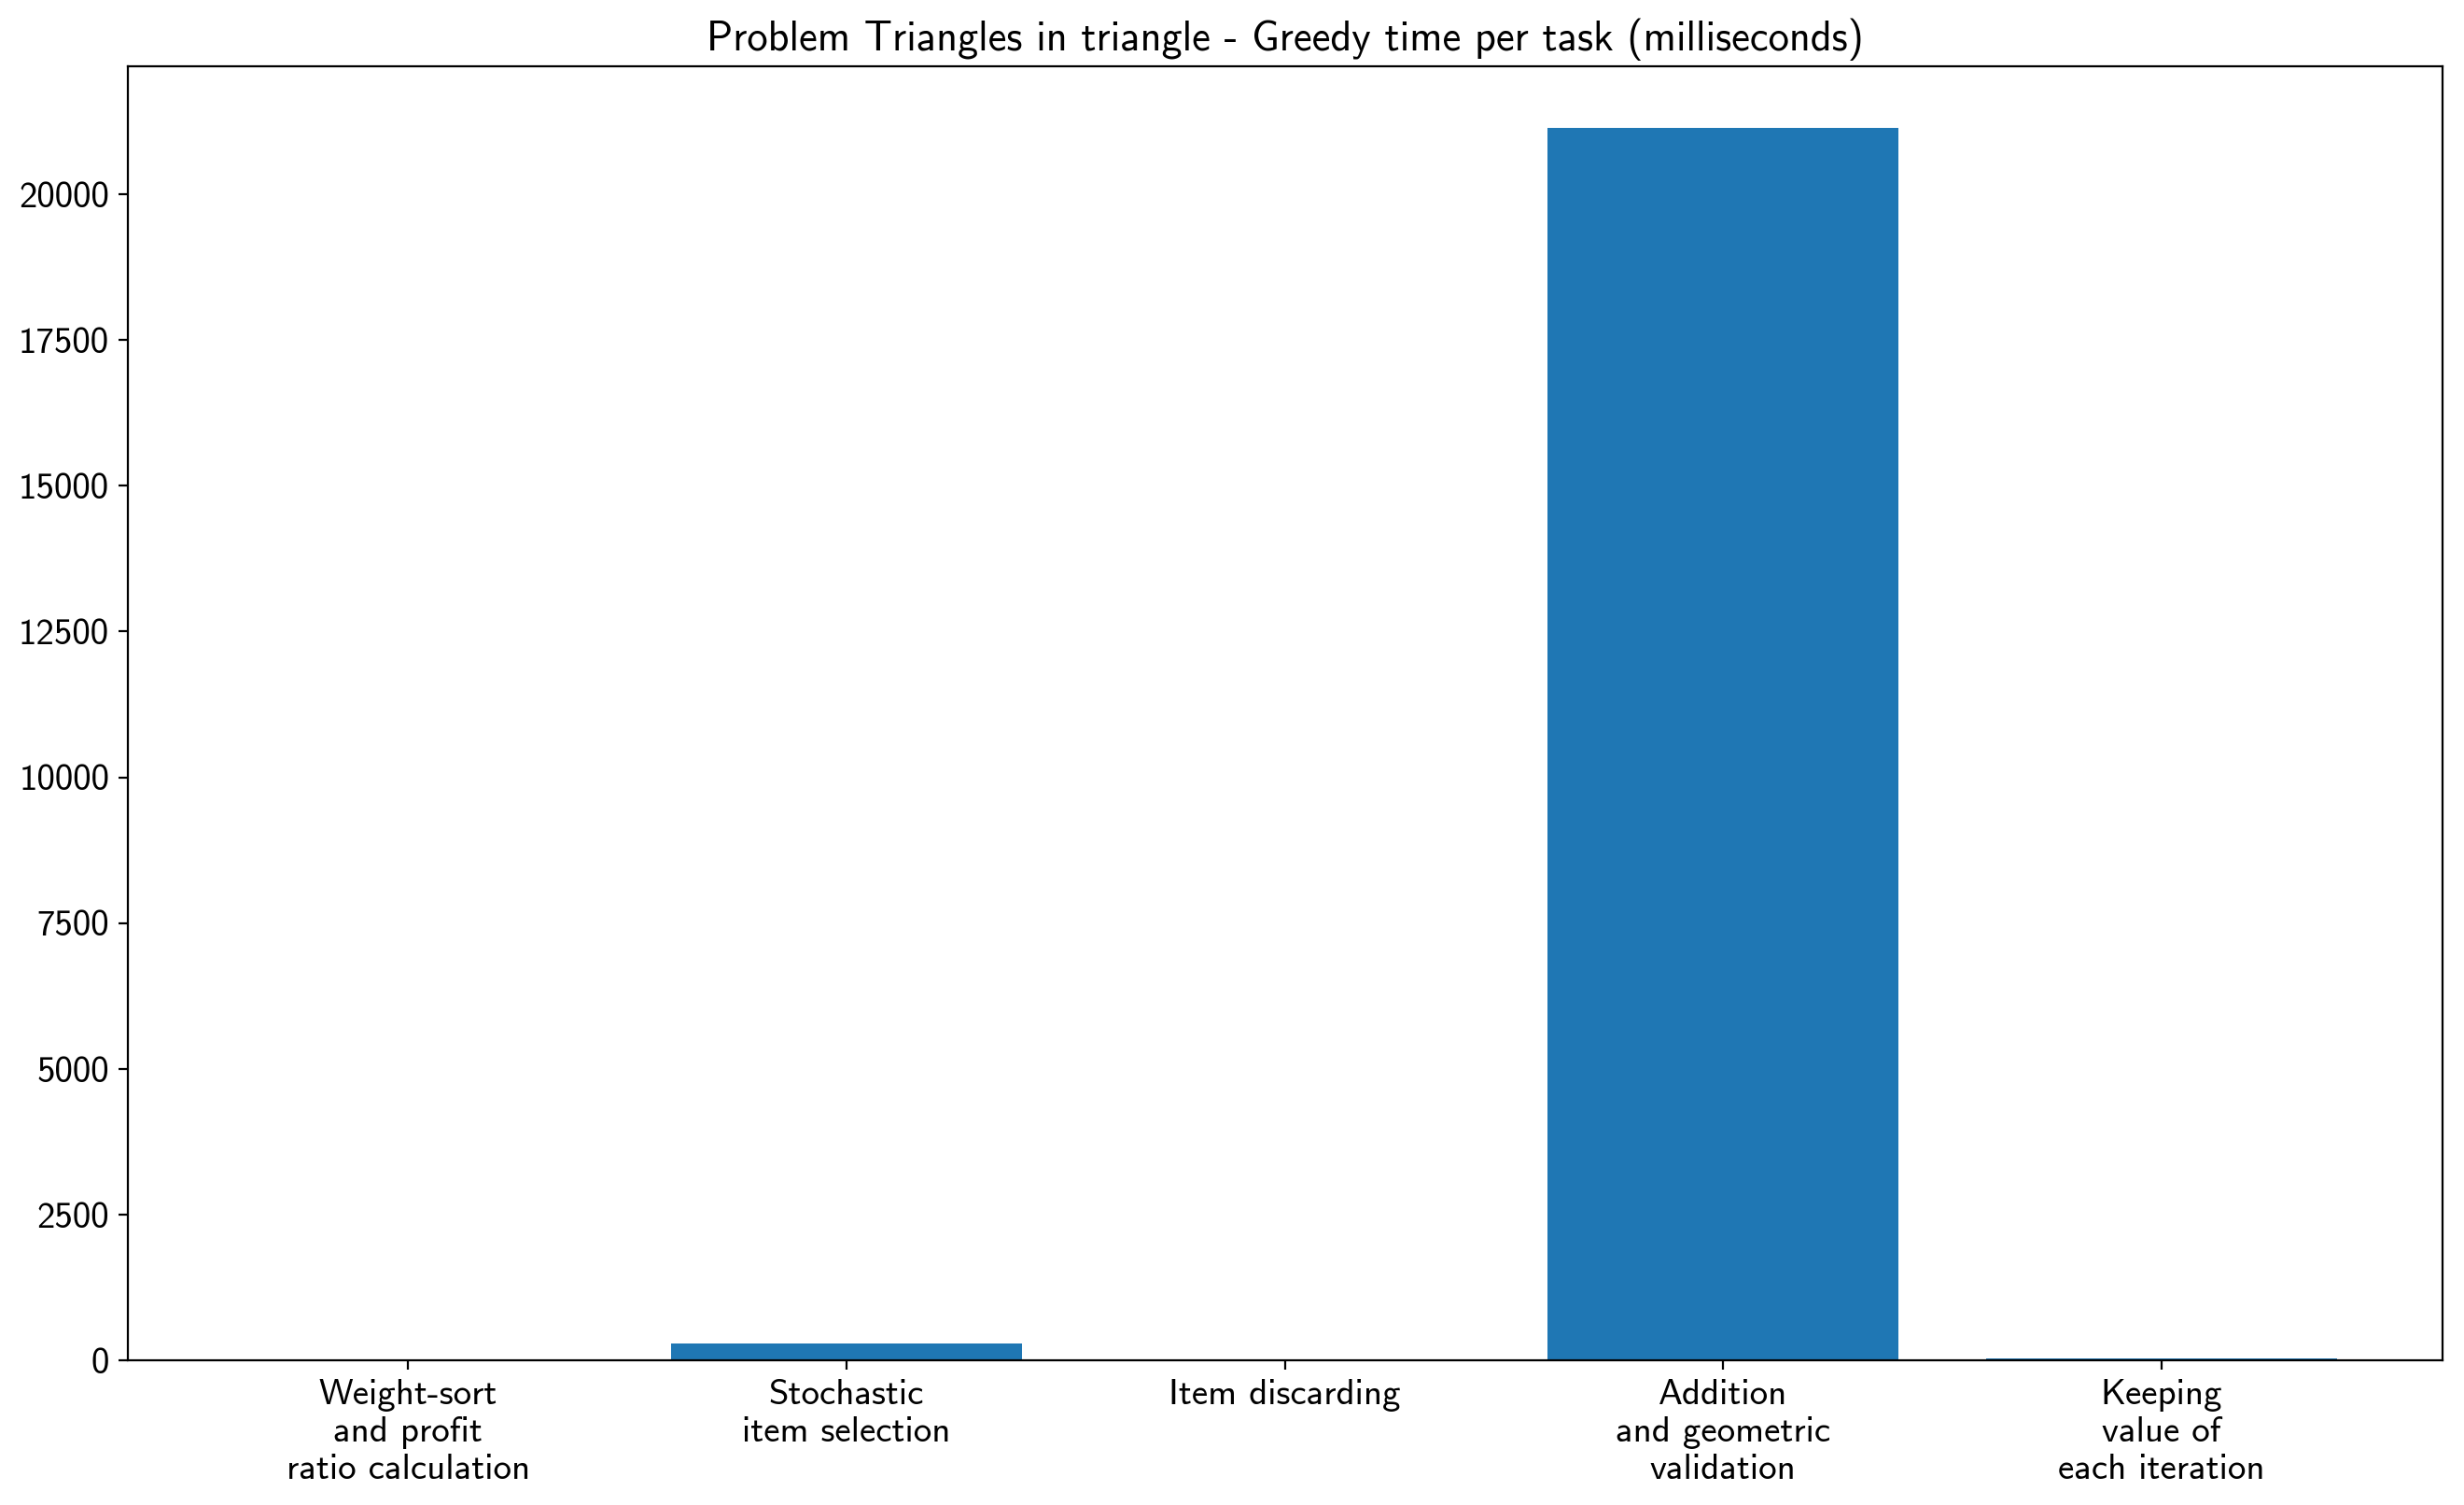 Problem Triangles in triangle - Greedy time per task (milliseconds)
20000
17500
15000
12500
10000
7500
5000
2500
0
Weight-sort
and profit
ratio calculation
Stochastic
item selection
Item discarding
Addition
and geometric
validation
Keeping
value of
each iteration